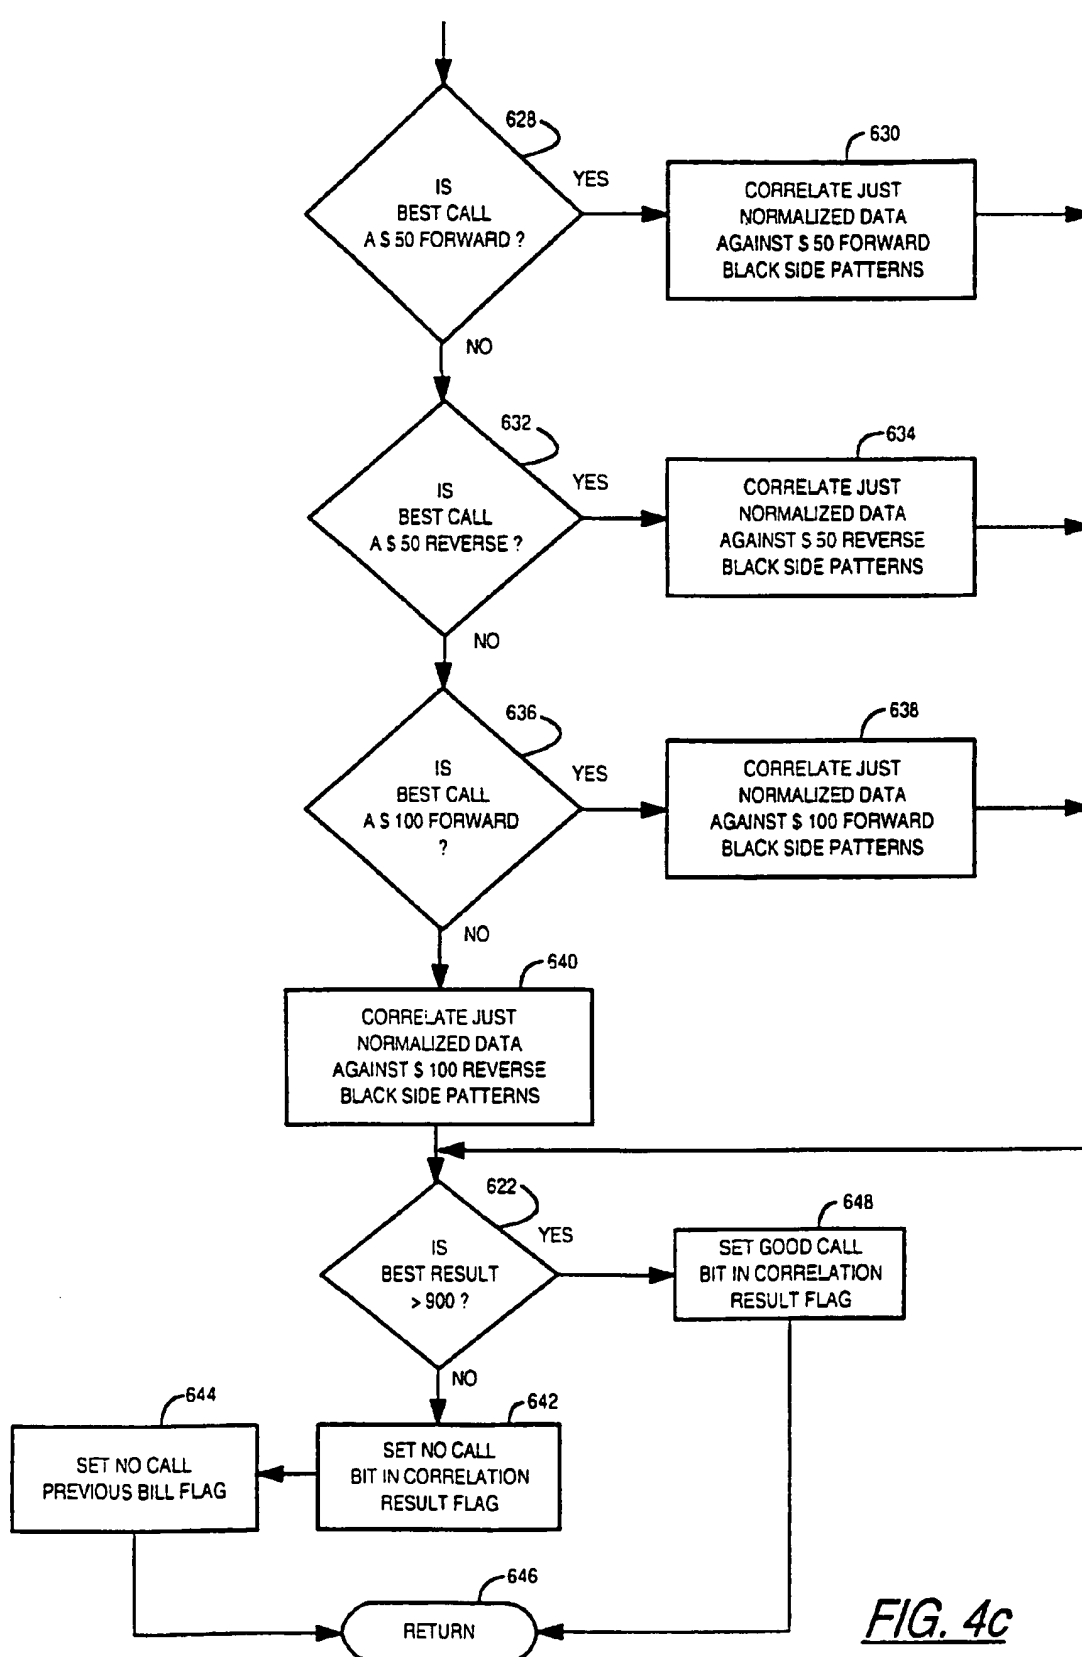 628
IS
BEST CALL
A $ 50 FORWARD ?
YES
630
CORRELATE JUST
NORMALIZED DATA
AGAINST $ 50 FORWARD
BLACK SIDE PATTERNS
NO
632
IS
BEST CALL
A $ 50 REVERSE ?
YES
634
CORRELATE JUST
NORMALIZED DATA
AGAINST $ 50 REVERSE
BLACK SIDE PATTERNS
NO
636
IS
BEST CALL
A $ 100 FORWARD
?
YES
638
CORRELATE JUST
NORMALIZED DATA
AGAINST $ 100 FORWARD
BLACK SIDE PATTERNS
NO
640
CORRELATE JUST
NORMALIZED DATA
AGAINST $ 100 REVERSE
BLACK SIDE PATTERNS
622
IS
BEST RESULT
> 900 ?
YES
648
SET GOOD CALL
BIT IN CORRELATION
RESULT FLAG
NO
642
SET NO CALL
BIT IN CORRELATION
RESULT FLAG
644
SET NO CALL
PREVIOUS BILL FLAG
646
RETURN
FIG. 4c